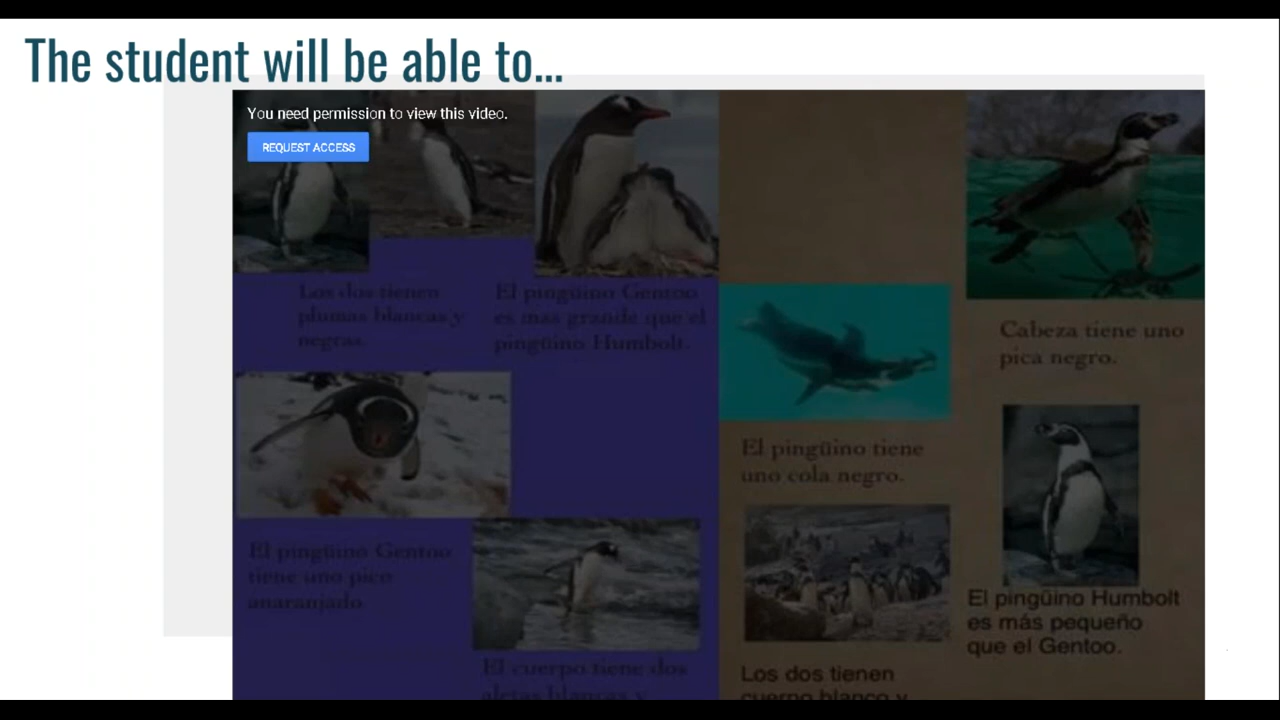 The student will be able to...
You need permission to view this video.
REQUEST ACCESS
Los dos tienen
plumas blancas y
negras.
El pingüino Gentoo
es mas grande que el
pingüino Humbolt.
El pingüino Gentoo
tiene uno pico
anaranjado
El cuerpo tiene dos
aletas blancas y
El pingüino tiene
uno cola negro.
Los dos tienen
cuerpo blanco y
Cabeza tiene uno
pica negro.
El pingüino Humbolt
es más pequeño
que el Gentoo.